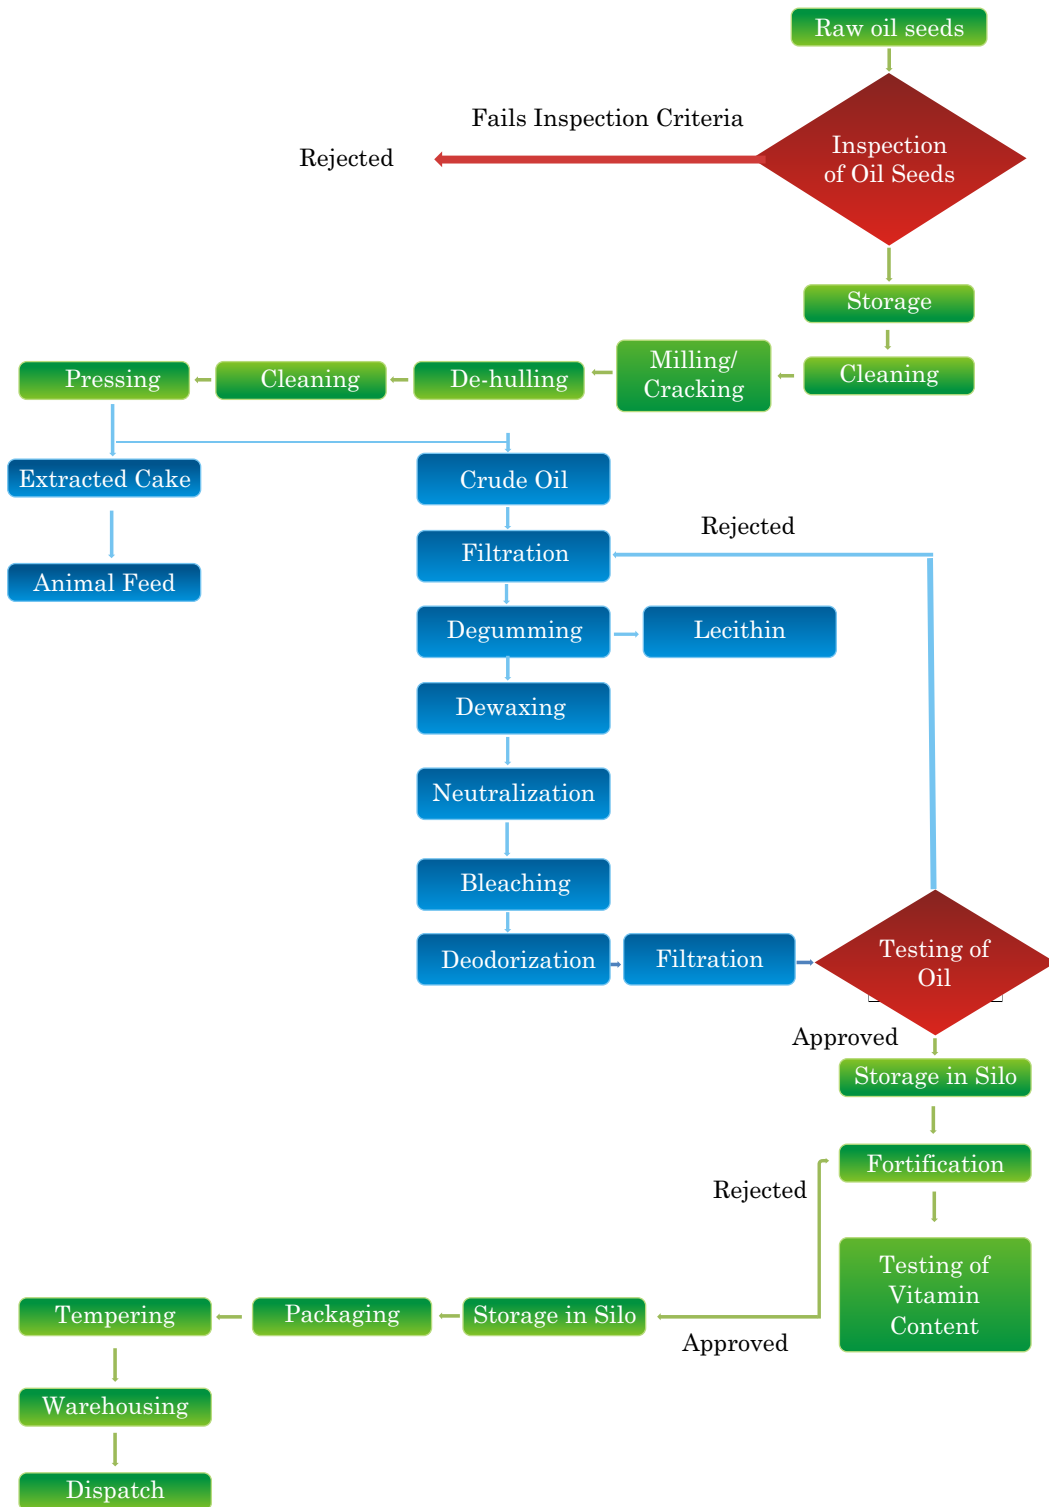 Raw oil seeds
Fails Inspection Criteria
Rejected
Inspection
of Oil Seeds
Storage
Pressing
Cleaning
De-hulling
Milling/
Cracking
Cleaning
Extracted Cake
Crude Oil
Rejected
Filtration
Animal Feed
Degumming
Lecithin
Dewaxing
Neutralization
Bleaching
Deodorization
Filtration
Testing of
Oil
Approved
Storage in Silo
Fortification
Rejected
Testing of
Vitamin
Content
Tempering
Packaging
Storage in Silo
Approved
Warehousing
Dispatch